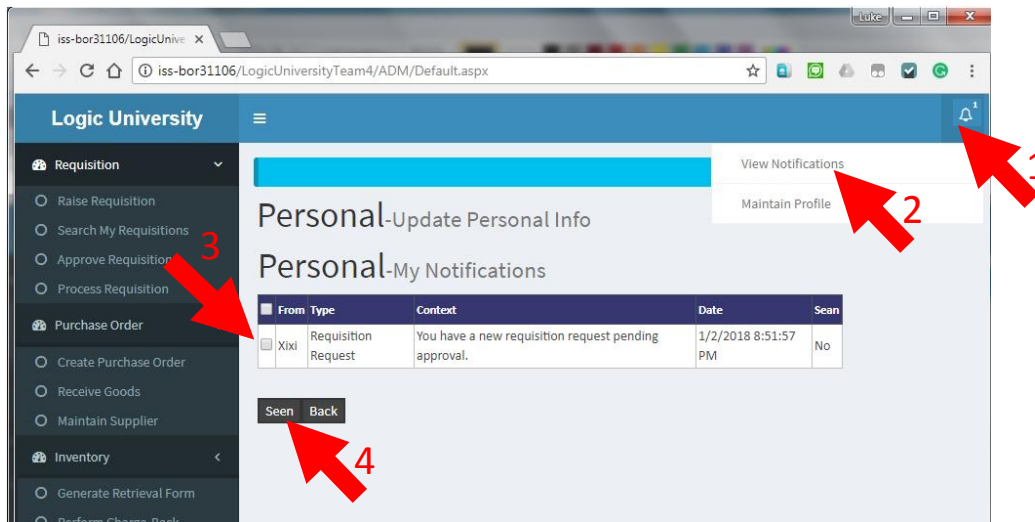 Luke
iss-bor31106/LogicUnive
iss-bor31106/LogicUniversityTeam4/ADM/Default.aspx
Logic University
1
1
Requisition
View Notifications
Raise Requisition
Maintain Profile
2
Personal-Update Personal Info
Search My Requisitions
3
Approve Requisition
Personal-My Notifications
Process Requisition
From Type Context Date Sean
Purchase Order
Xixi Requisition Request You have a new requisition request pending approval. 1/2/2018 8:51:57 PM No
Create Purchase Order
Receive Goods
Seen Back
Maintain Supplier
4
Inventory
Generate Retrieval Form